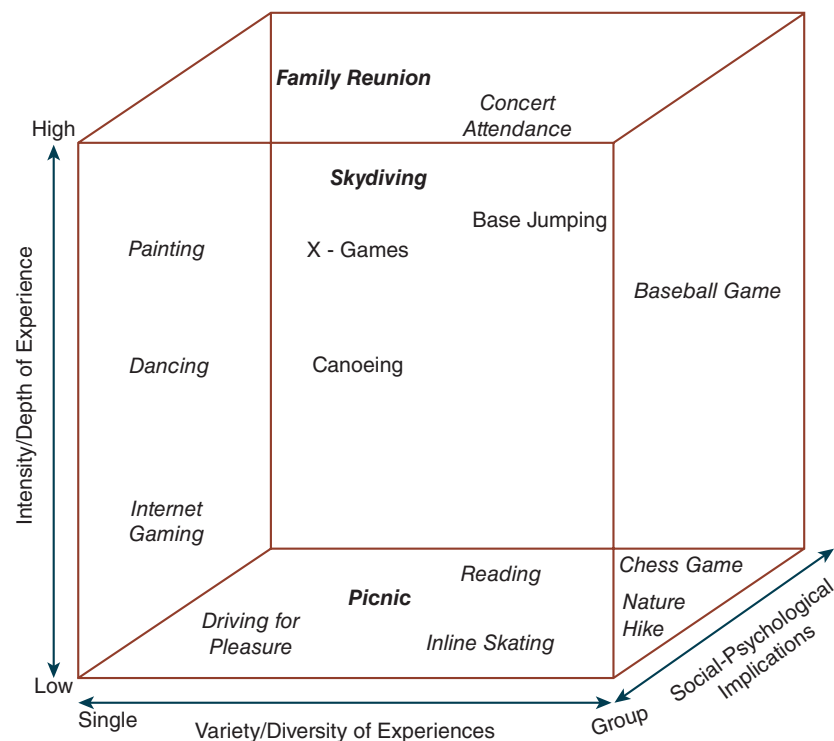 Family Reunion
Concert
Attendance
High
Skydiving
Base Jumping
Painting
X - Games
Baseball Game
Intensity/Depth of Experience
Dancing
Canoeing
Internet
Gaming
Reading
Chess Game
Picnic
Nature
Hike
Driving for
Pleasure
Inline Skating
Social-Psychological
Implications
Low
Single
Variety/Diversity of Experiences
Group